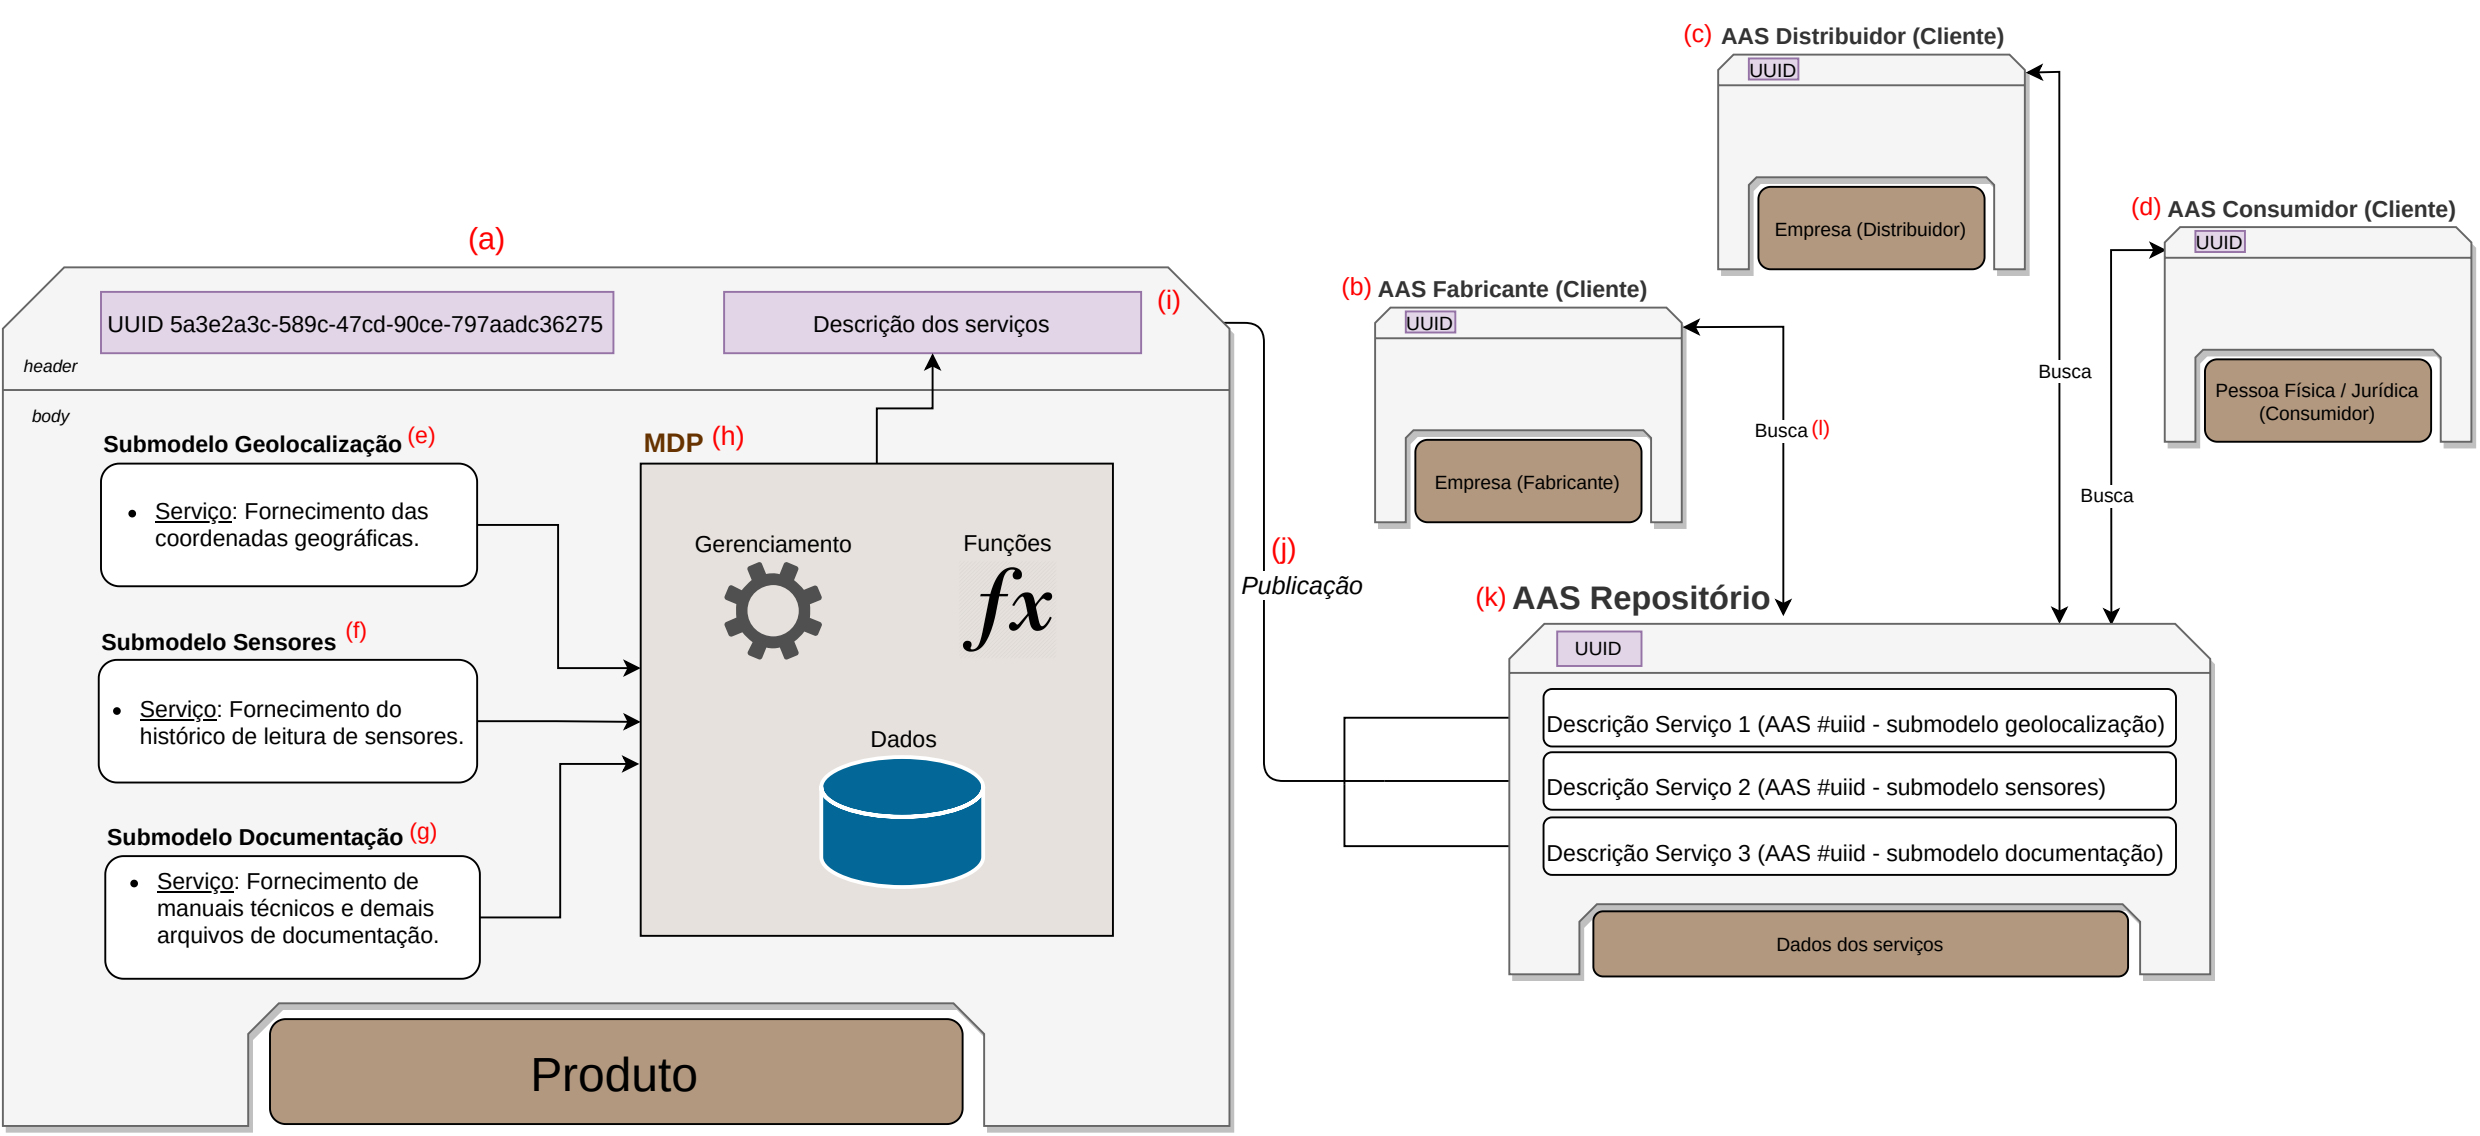 (a)
UUID 5a3e2a3c-589c-47cd-90ce-797aadc36275
Descrição dos serviços
(i)
header
body
Submodelo Geolocalização (e)
Serviço: Fornecimento das
coordenadas geográficas.
Submodelo Sensores (f)
Serviço: Fornecimento do
histórico de leitura de sensores.
Submodelo Documentação (g)
Serviço: Fornecimento de
manuais técnicos e demais
arquivos de documentação.
MDP (h)
Gerenciamento
Funções
fx
Dados
Produto
(j)
Publicação
(b) AAS Fabricante (Cliente)
UUID
Empresa (Fabricante)
Busca (l)
(c) AAS Distribuidor (Cliente)
UUID
Empresa (Distribuidor)
Busca
(d) AAS Consumidor (Cliente)
UUID
Pessoa Física / Jurídica
(Consumidor)
Busca
(k) AAS Repositório
UUID
Descrição Serviço 1 (AAS #uiid - submodelo geolocalização)
Descrição Serviço 2 (AAS #uiid - submodelo sensores)
Descrição Serviço 3 (AAS #uiid - submodelo documentação)
Dados dos serviços